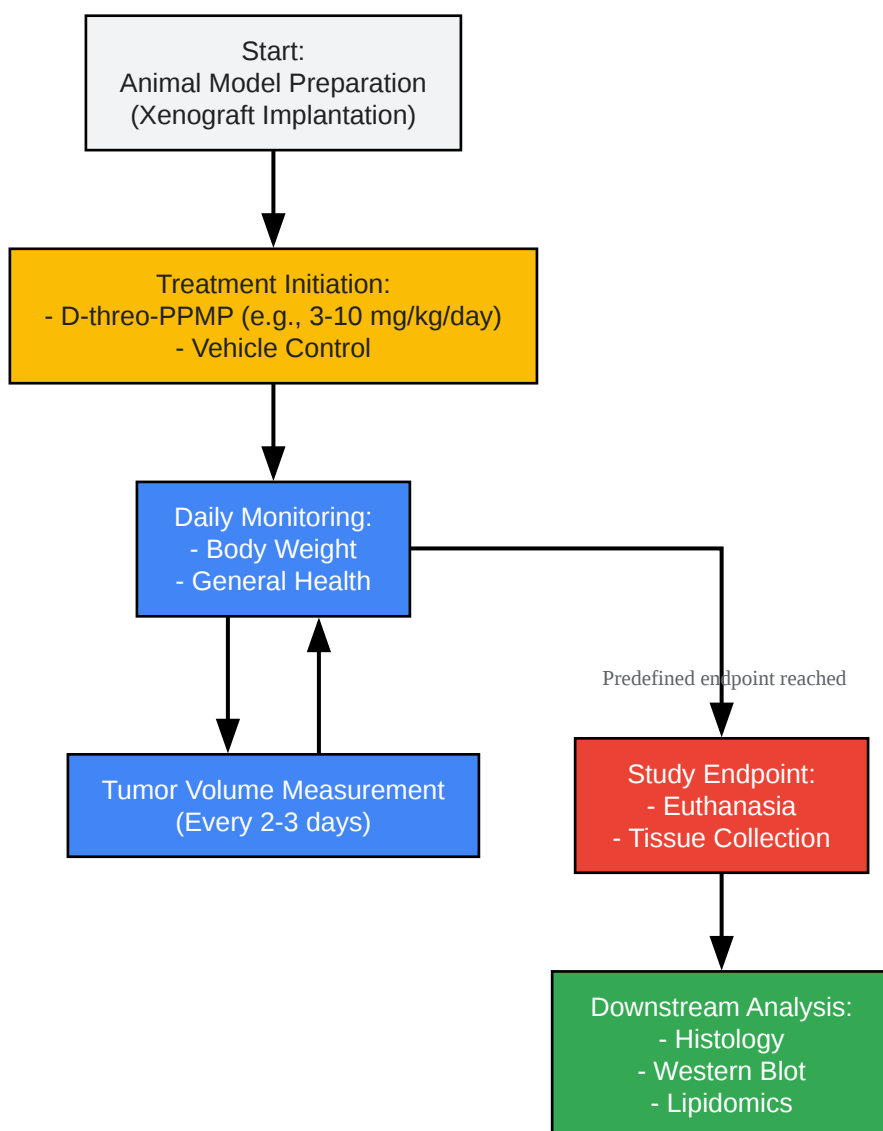 Start:
Animal Model Preparation
(Xenograft Implantation)
Treatment Initiation:
- D-threo-PPMP (e.g., 3-10 mg/kg/day)
- Vehicle Control
Daily Monitoring:
- Body Weight
- General Health
Predefined endpoint reached
Tumor Volume Measurement
(Every 2-3 days)
Study Endpoint:
- Euthanasia
- Tissue Collection
Downstream Analysis:
- Histology
- Western Blot
- Lipidomics